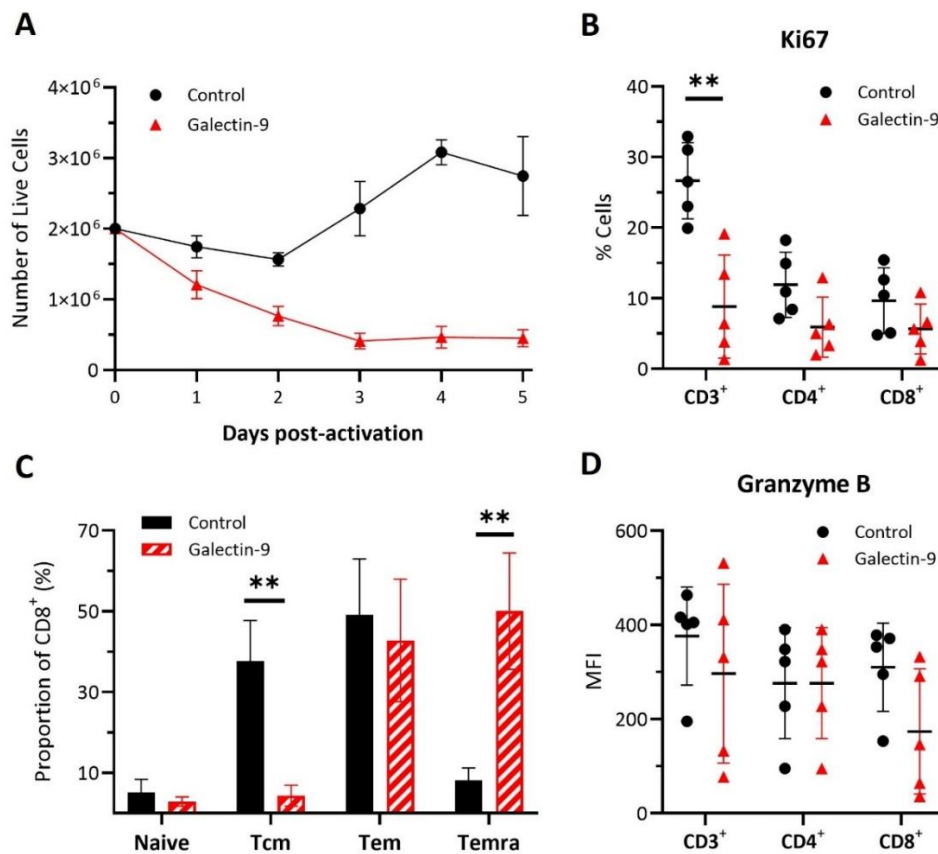 A
Control
Galectin-9
Number of Live Cells
4×10⁶
3×10⁶
2×10⁶
1×10⁶
0
0 1 2 3 4 5
Days post-activation
B
Ki67
**
Control
Galectin-9
% Cells
40
30
20
10
0
CD3⁺ CD4⁺ CD8⁺
C
Control
Galectin-9
** **
Proportion of CD8⁺ (%)
70
50
30
10
Naive Tcm Tem Temra
D
Granzyme B
Control
Galectin-9
MFI
600
400
200
0
CD3⁺ CD4⁺ CD8⁺